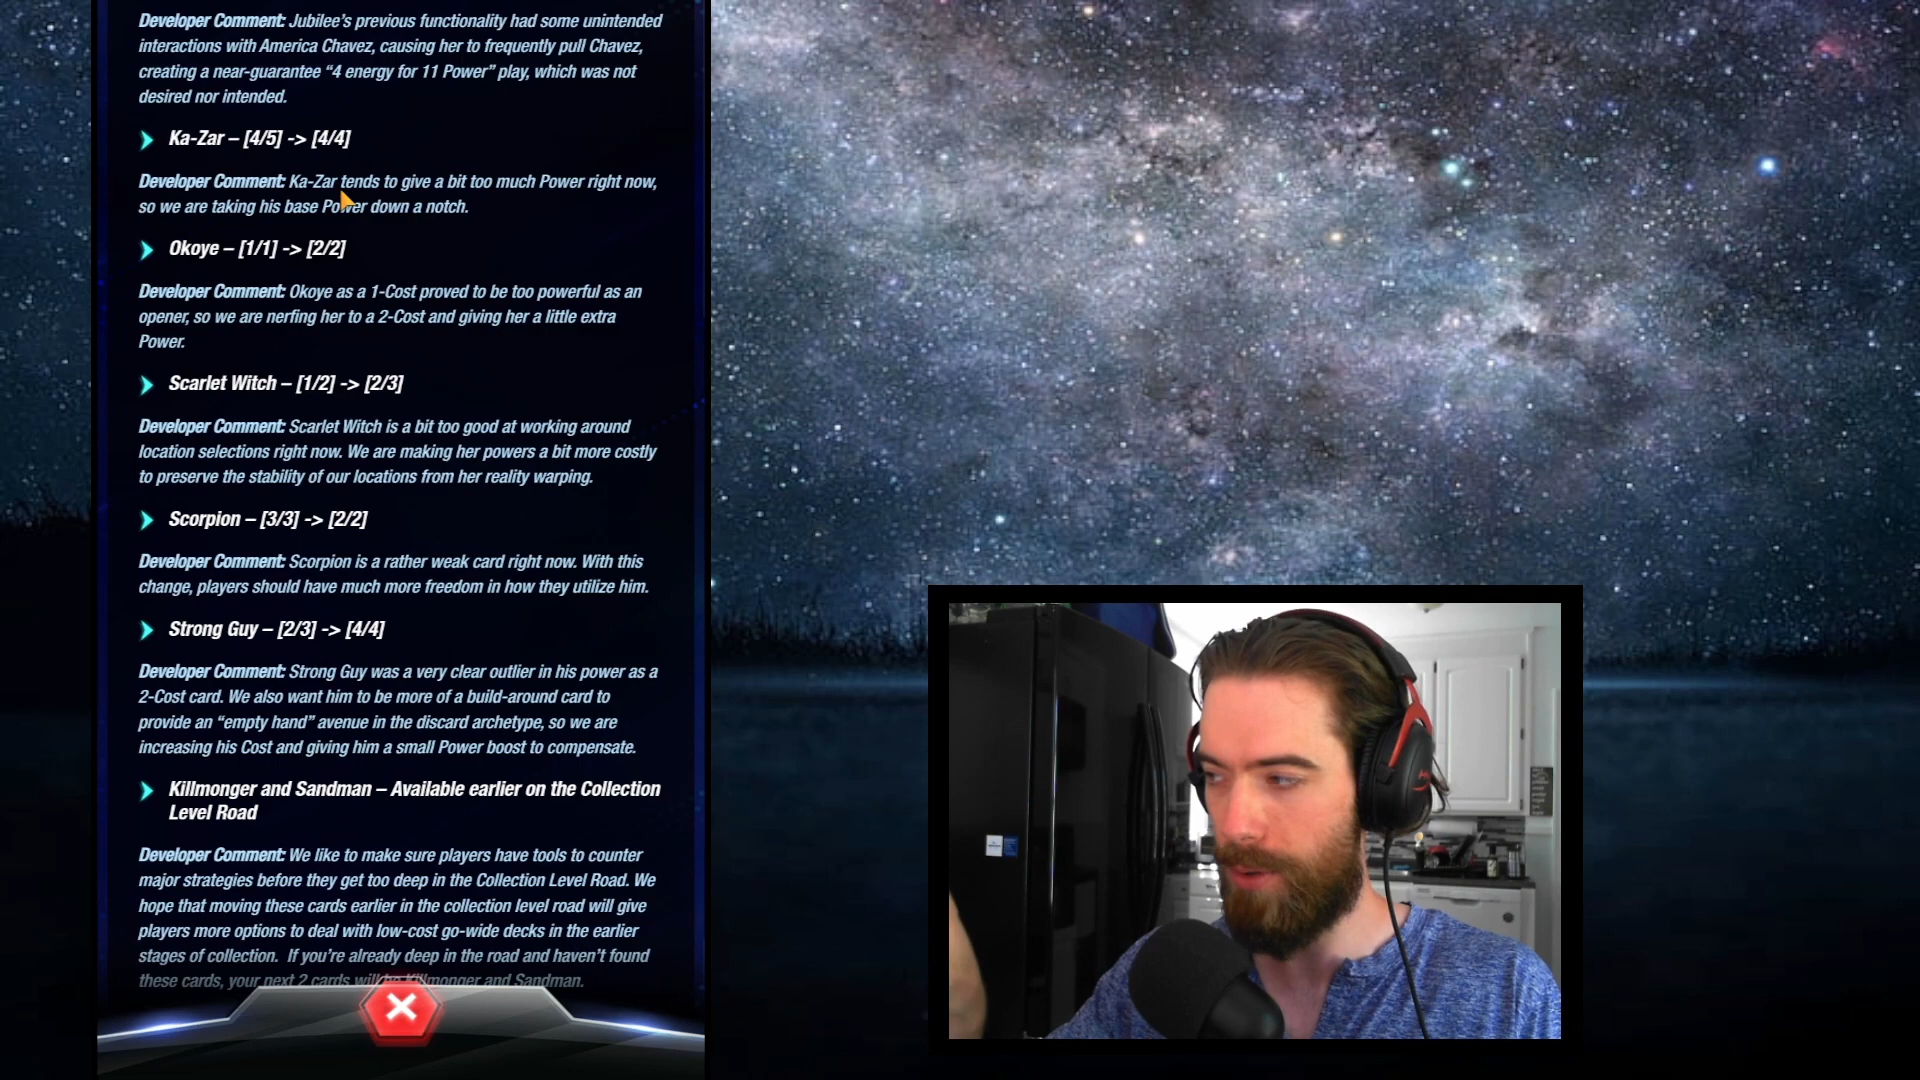 Developer Comment: Jubilee's previous functionality had some unintended
interactions with America Chavez, causing her to frequently pull Chavez,
creating a near-guarantee “4 energy for 11 Power” play, which was not
desired nor intended.
Ka-Zar – [4/5] -> [4/4]
Developer Comment: Ka-Zar tends to give a bit too much Power right now,
so we are taking his base Power down a notch.
Okoye – [1/1] -> [2/2]
Developer Comment: Okoye as a 1-Cost proved to be too powerful as an
opener, so we are nerfing her to a 2-Cost and giving her a little extra
Power.
Scarlet Witch – [1/2] -> [2/3]
Developer Comment: Scarlet Witch is a bit too good at working around
location selections right now. We are making her powers a bit more costly
to preserve the stability of our locations from her reality warping.
Scorpion – [3/3] -> [2/2]
Developer Comment: Scorpion is a rather weak card right now. With this
change, players should have much more freedom in how they utilize him.
Strong Guy – [2/3] -> [4/4]
Developer Comment: Strong Guy was a very clear outlier in his power as a
2-Cost card. We also want him to be more of a build-around card to
provide an “empty hand” avenue in the discard archetype, so we are
increasing his Cost and giving him a small Power boost to compensate.
Killmonger and Sandman – Available earlier on the Collection
Level Road
Developer Comment: We like to make sure players have tools to counter
major strategies before they get too deep in the Collection Level Road. We
hope that moving these cards earlier in the collection level road will give
players more options to deal with low-cost go-wide decks in the earlier
stages of collection. If you're already deep in the road and haven't found
these cards, your next 2 cards will be Killmonger and Sandman.